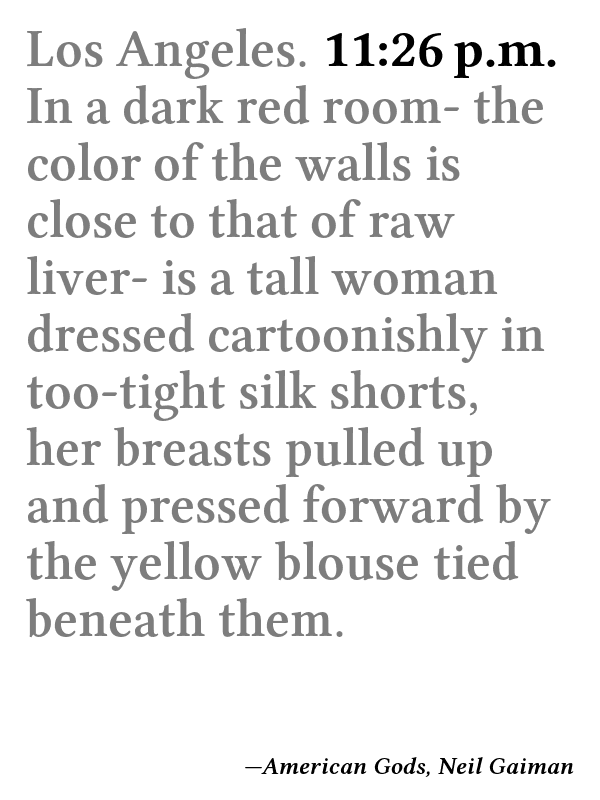 Los Angeles. 11:26 p.m.
In a dark red room- the
color of the walls is
close to that of raw
liver- is a tall woman
dressed cartoonishly in
too-tight silk shorts,
her breasts pulled up
and pressed forward by
the yellow blouse tied
beneath them.
—American Gods, Neil Gaiman